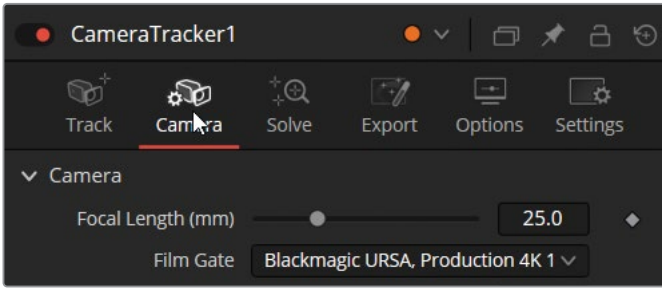 CameraTracker1
Track Camera Solve Export Options Settings
Camera
Focal Length (mm) 25.0
Film Gate Blackmagic URSA, Production 4K 1